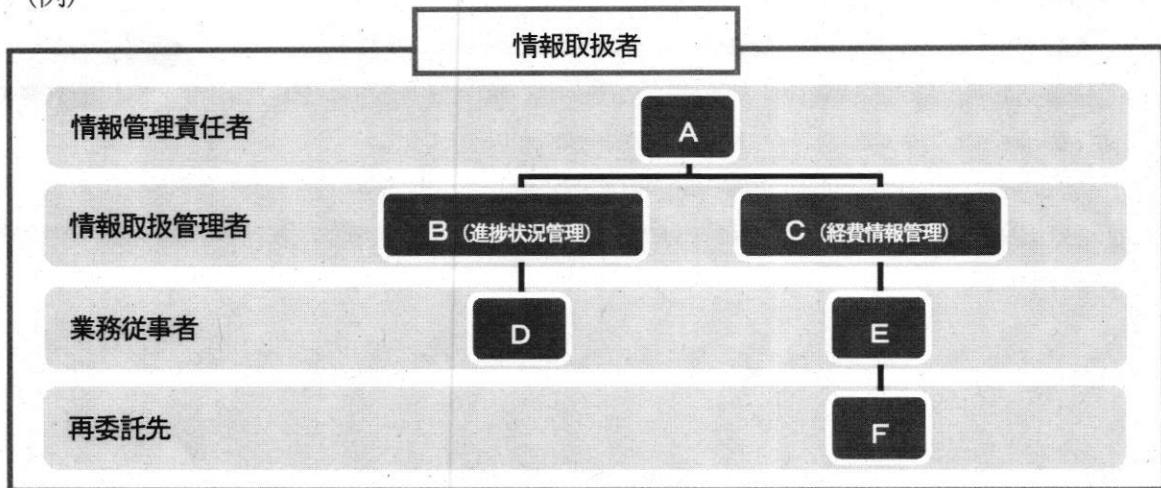 (例)
情報取扱者
情報管理責任者
A
情報取扱管理者
B (進捗状況管理)
C (経費情報管理)
業務従事者
D
E
再委託先
F